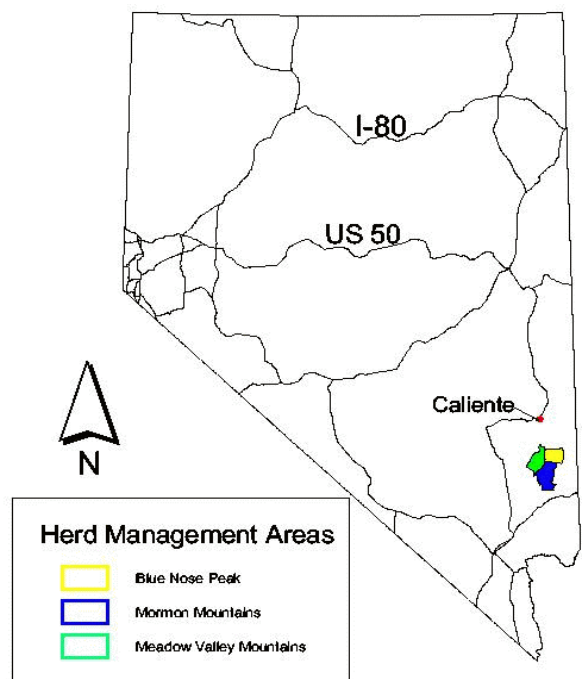 I-80
US 50
Caliente
N
Herd Management Areas
Blue Nose Peak
Mormon Mountains
Meadow Valley Mountains